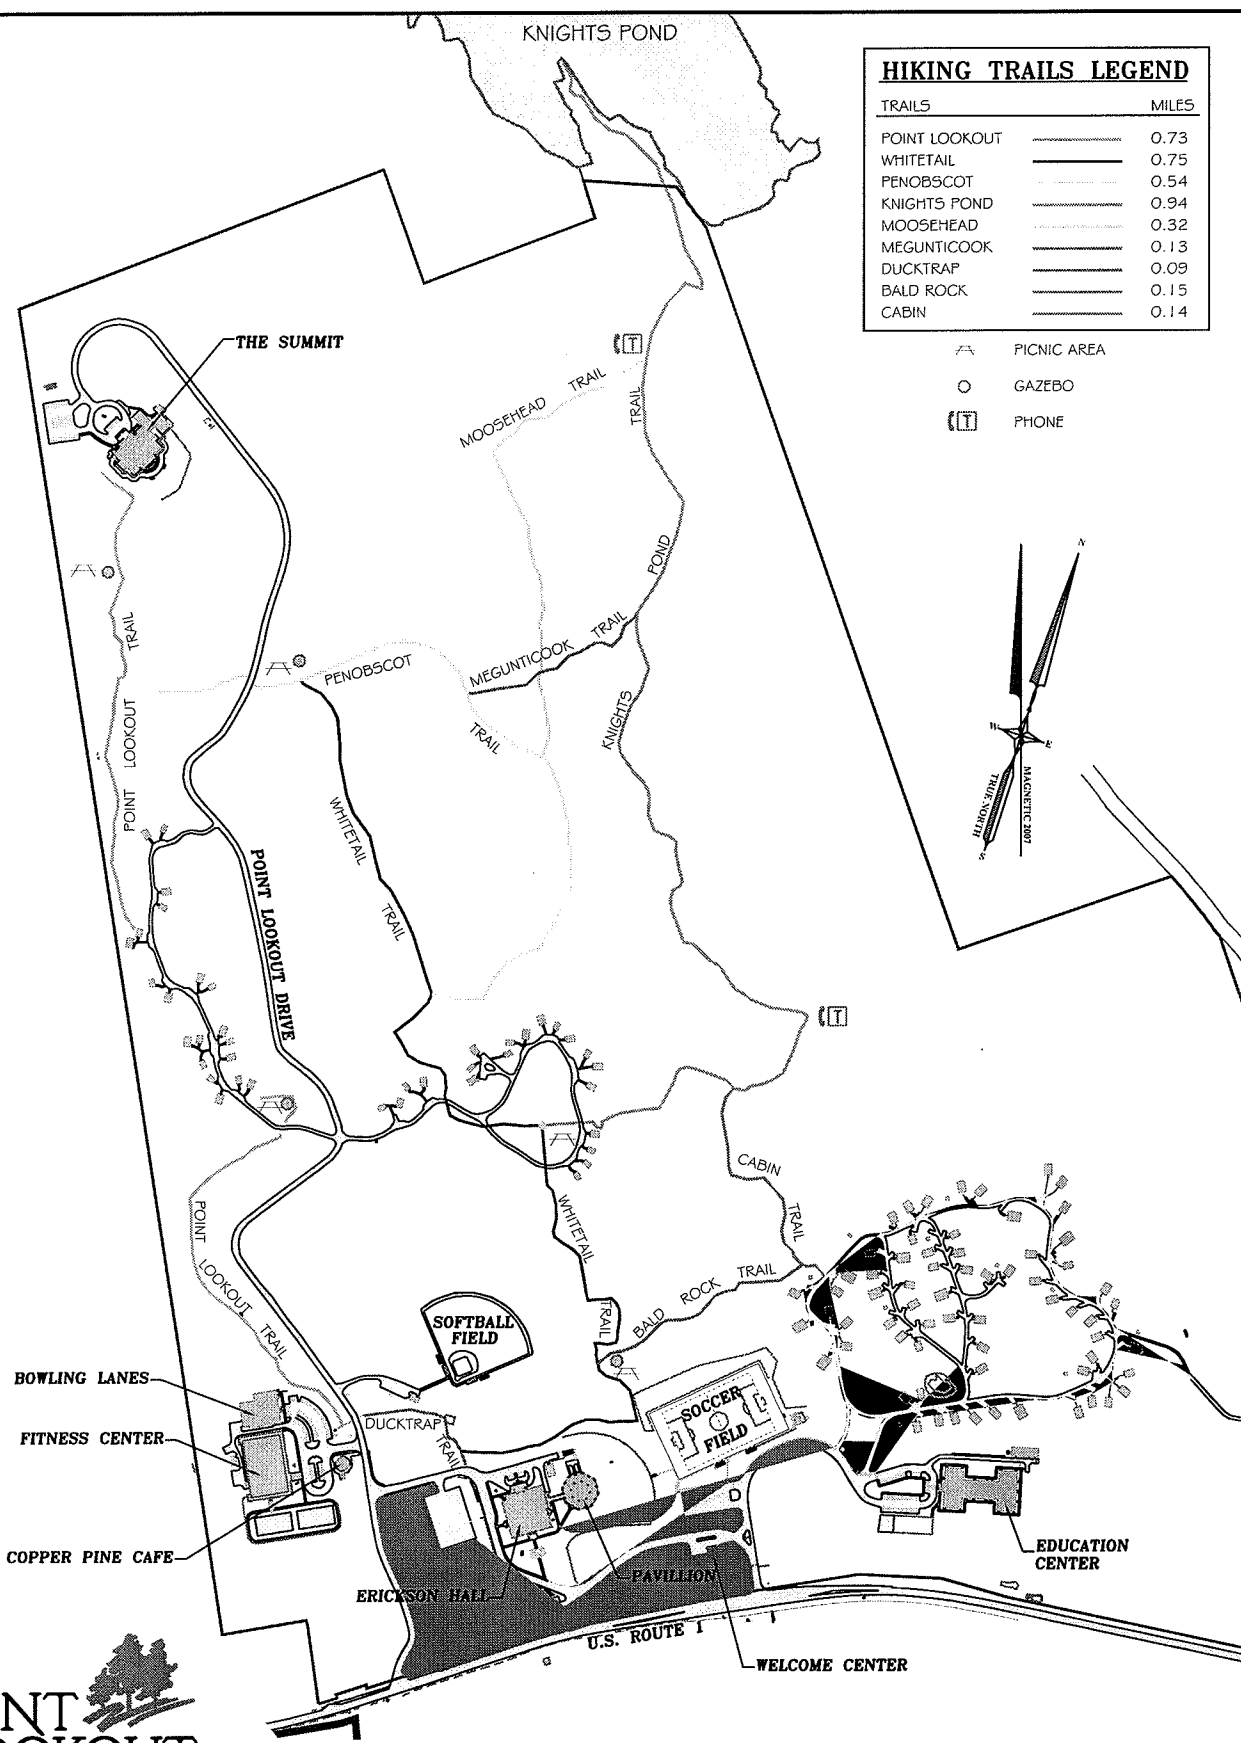 KNIGHTS POND
HIKING TRAILS LEGEND
TRAILS MILES
POINT LOOKOUT 0.73
WHITETAIL 0.75
PENOBSCOT 0.54
KNIGHTS POND 0.94
MOOSEHEAD 0.32
MEGUNTICOOK 0.13
DUCKTRAP 0.09
BALD ROCK 0.15
CABIN 0.14
PICNIC AREA
GAZEBO
T PHONE
THE SUMMIT
T
MOOSEHEAD TRAIL
TRAIL
POND
KNIGHTS
N
W E
S
MAGNETIC 2007
TRUE NORTH
POINT LOOKOUT TRAIL
PENOBSCOT
TRAIL
MEGUNTICOOK TRAIL
WHITETAIL
TRAIL
POINT LOOKOUT DRIVE
T
CABIN
TRAIL
WHITETAIL
TRAIL
POINT LOOKOUT TRAIL
BALD ROCK TRAIL
SOFTBALL
FIELD
SOCCER
FIELD
BOWLING LANES
FITNESS CENTER
DUCKTRAP
TRAIL
COPPER PINE CAFE
ERICKSON HALL
PAVILLION
EDUCATION
CENTER
U.S. ROUTE 1
WELCOME CENTER
NT
OOKOUT